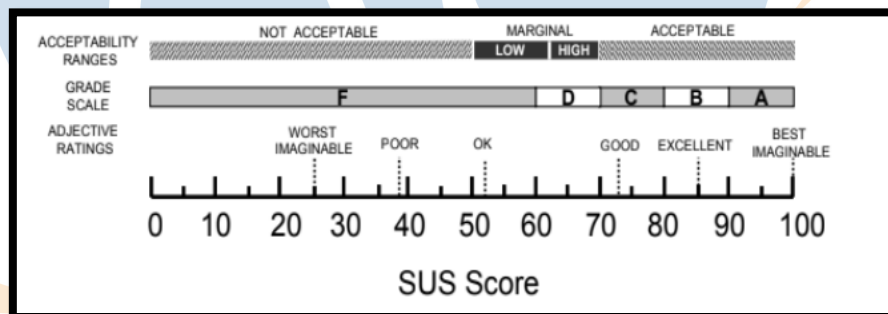 NOT ACCEPTABLE MARGINAL ACCEPTABLE
ACCEPTABILITY
RANGES
LOW HIGH
GRADE
SCALE
F D C B A
ADJECTIVE
RATINGS
WORST
IMAGINABLE
POOR
OK
GOOD
EXCELLENT
BEST
IMAGINABLE
0 10 20 30 40 50 60 70 80 90 100
SUS Score